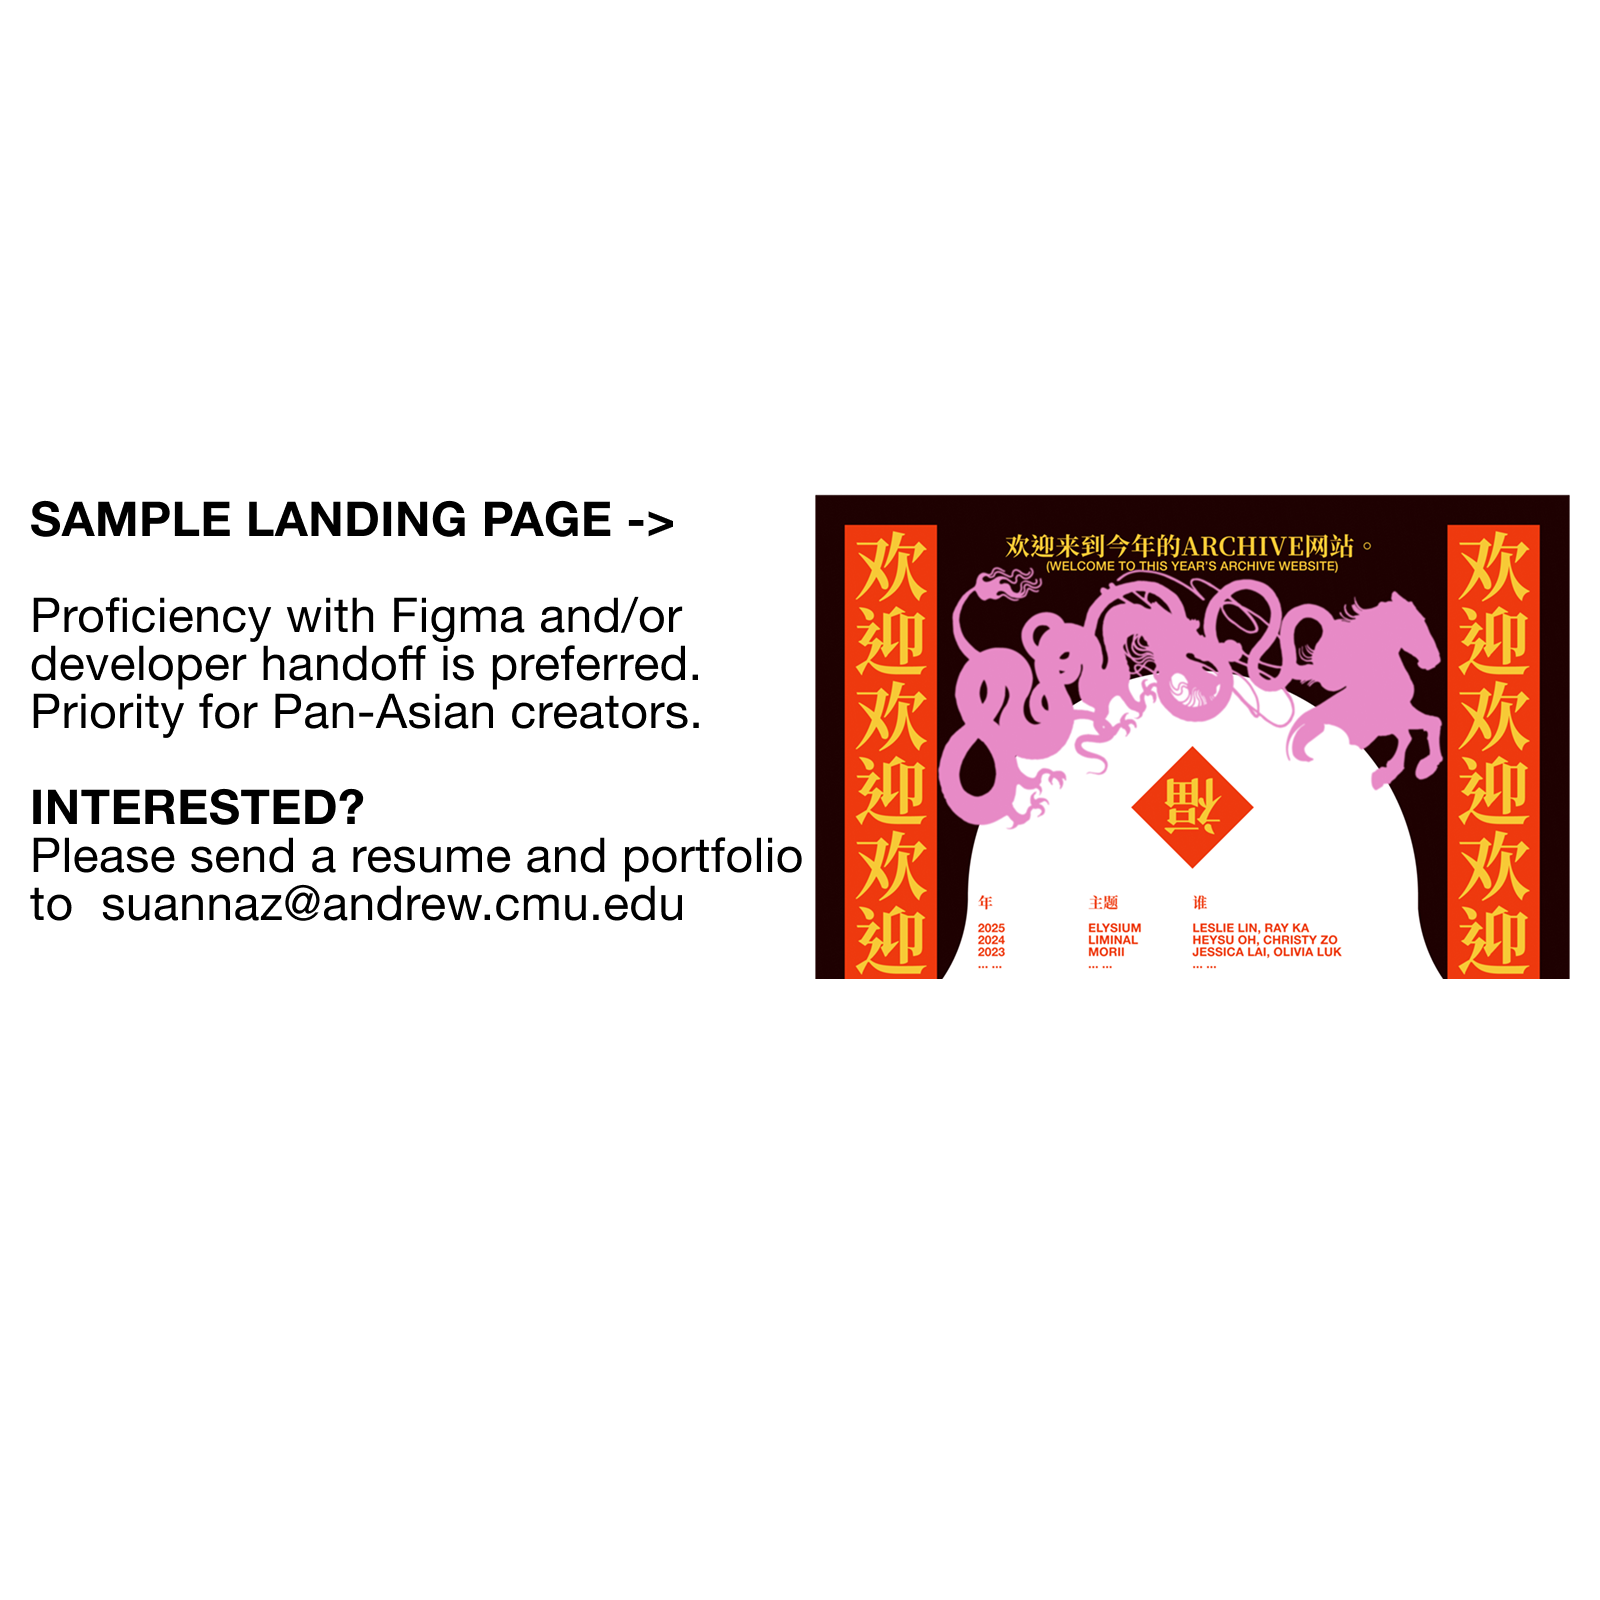 SAMPLE LANDING PAGE ->
Proficiency with Figma and/or
developer handoff is preferred.
Priority for Pan-Asian creators.
INTERESTED?
Please send a resume and portfolio
to suannaz@andrew.cmu.edu
欢迎欢迎欢迎
欢迎来到今年的ARCHIVE网站。
(WELCOME TO THIS YEAR'S ARCHIVE WEBSITE)
福
年 主题 谁
2025 ELYSIUM LESLIE LIN, RAY KA
2024 LIMINAL HEYSU OH, CHRISTY ZO
2023 MORII JESSICA LAI, OLIVIA LUK
... ... ... ... ... ...
欢迎欢迎欢迎